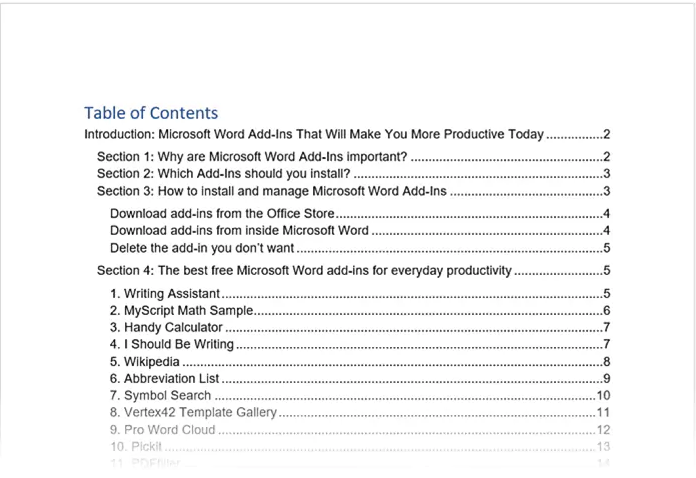 Table of Contents
Introduction: Microsoft Word Add-Ins That Will Make You More Productive Today ................2
Section 1: Why are Microsoft Word Add-Ins important? ................2
Section 2: Which Add-Ins should you install? ................3
Section 3: How to install and manage Microsoft Word Add-Ins ................3
Download add-ins from the Office Store................4
Download add-ins from inside Microsoft Word ................4
Delete the add-in you don't want ................5
Section 4: The best free Microsoft Word add-ins for everyday productivity ................5
1. Writing Assistant................5
2. MyScript Math Sample................6
3. Handy Calculator ................7
4. I Should Be Writing ................7
5. Wikipedia ................8
6. Abbreviation List ................9
7. Symbol Search ................10
8. Vertex42 Template Gallery................11
9. Pro Word Cloud ................12
10. Pickit................13
11. PDFfiller................14